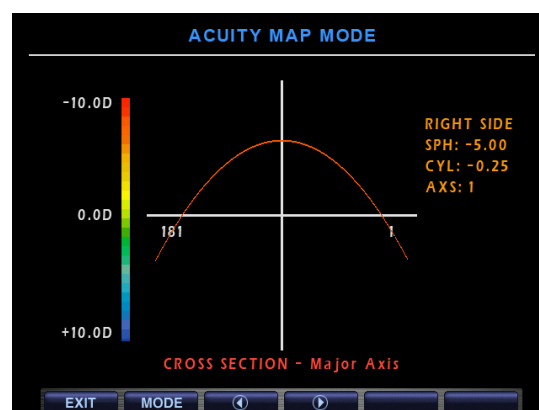 ACUITY MAP MODE
-10.0D
RIGHT SIDE
SPH: -5.00
CYL: -0.25
AXS: 1
0.0D
181
1
+10.0D
CROSS SECTION - Major Axis
EXIT
MODE